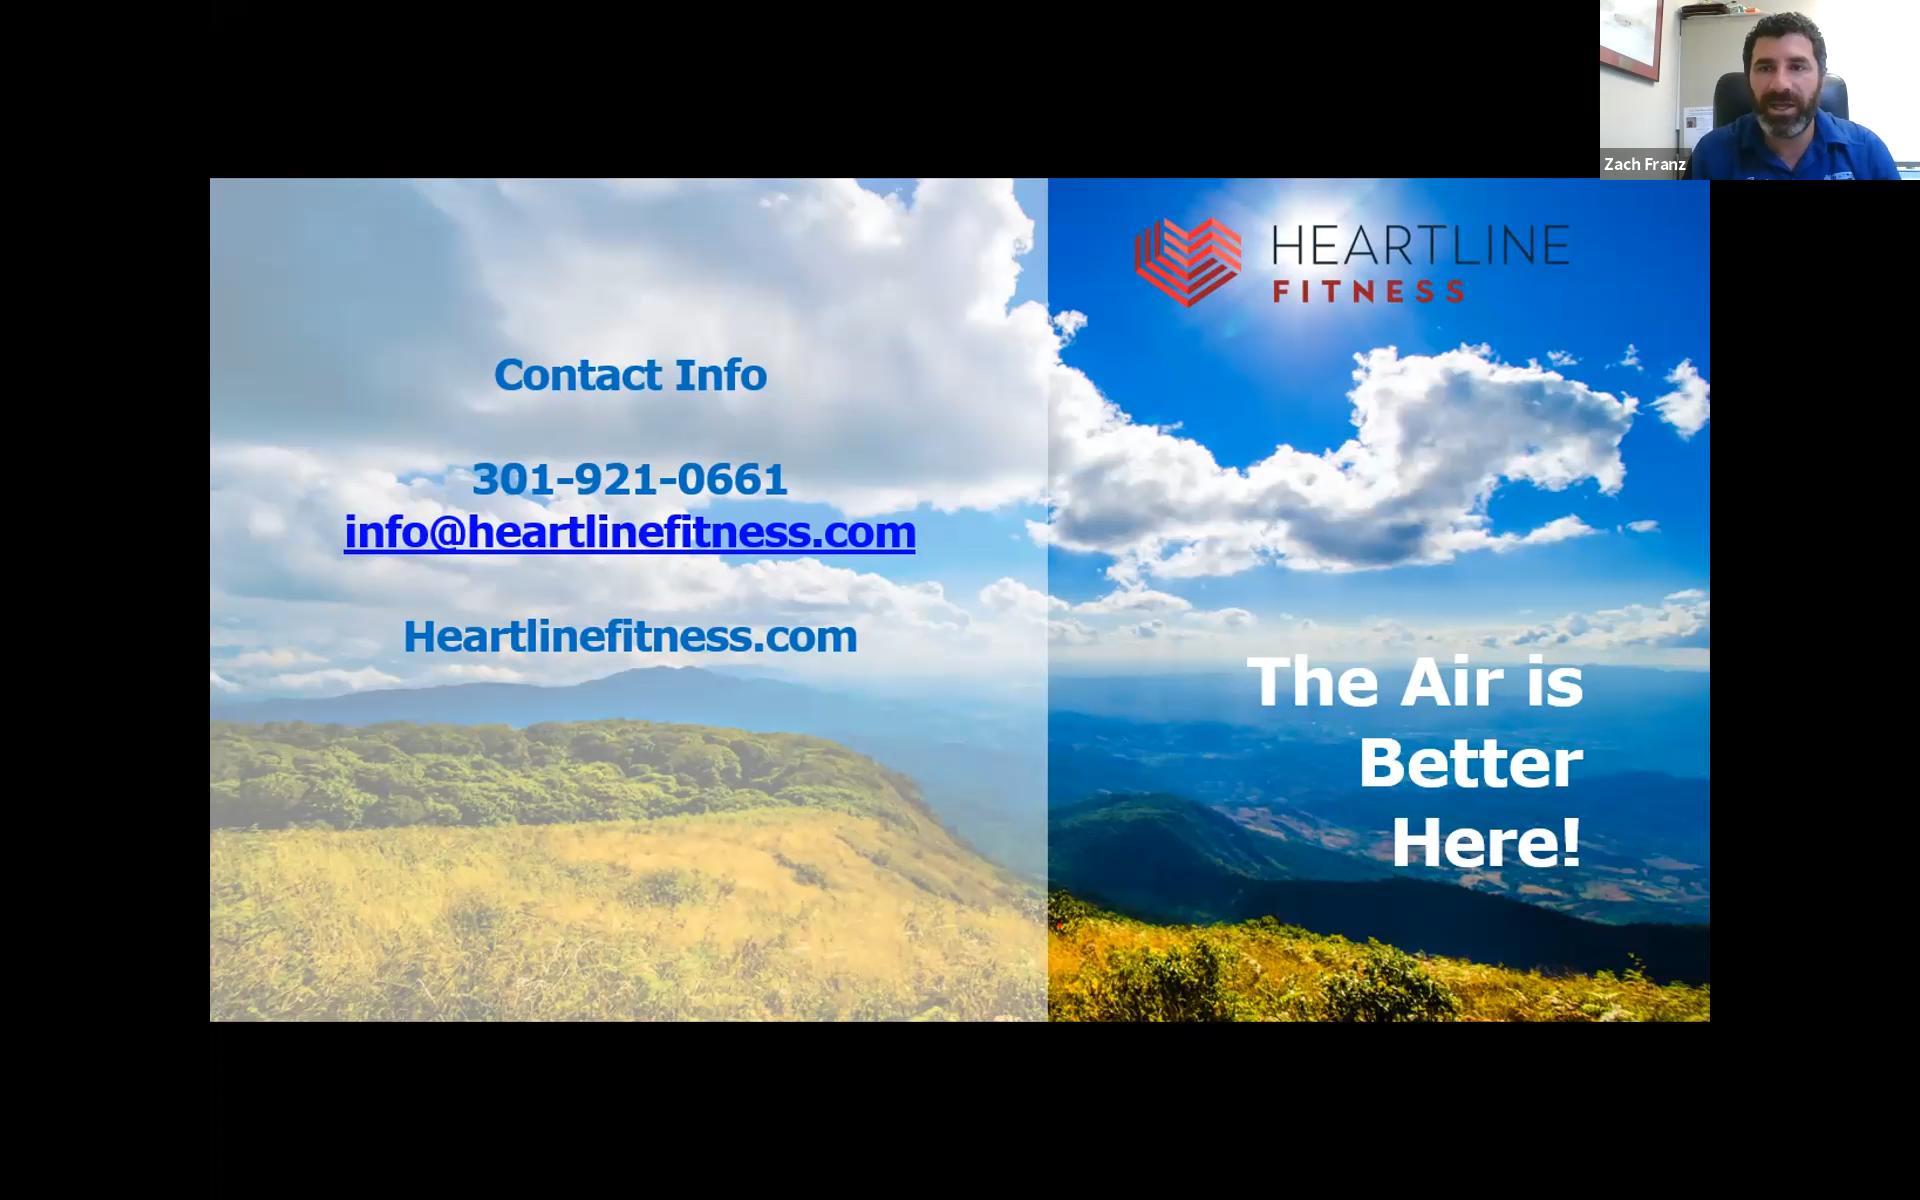 Zach Franz
HEARTLINE
FITNESS
Contact Info
301-921-0661
info@heartlinefitness.com
Heartlinefitness.com
The Air is
Better
Here!